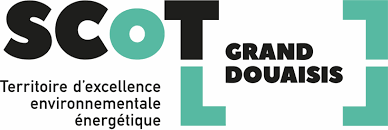 SCOT
GRAND
DOUAISIS
Territoire d'excellence
environnementale
énergétique